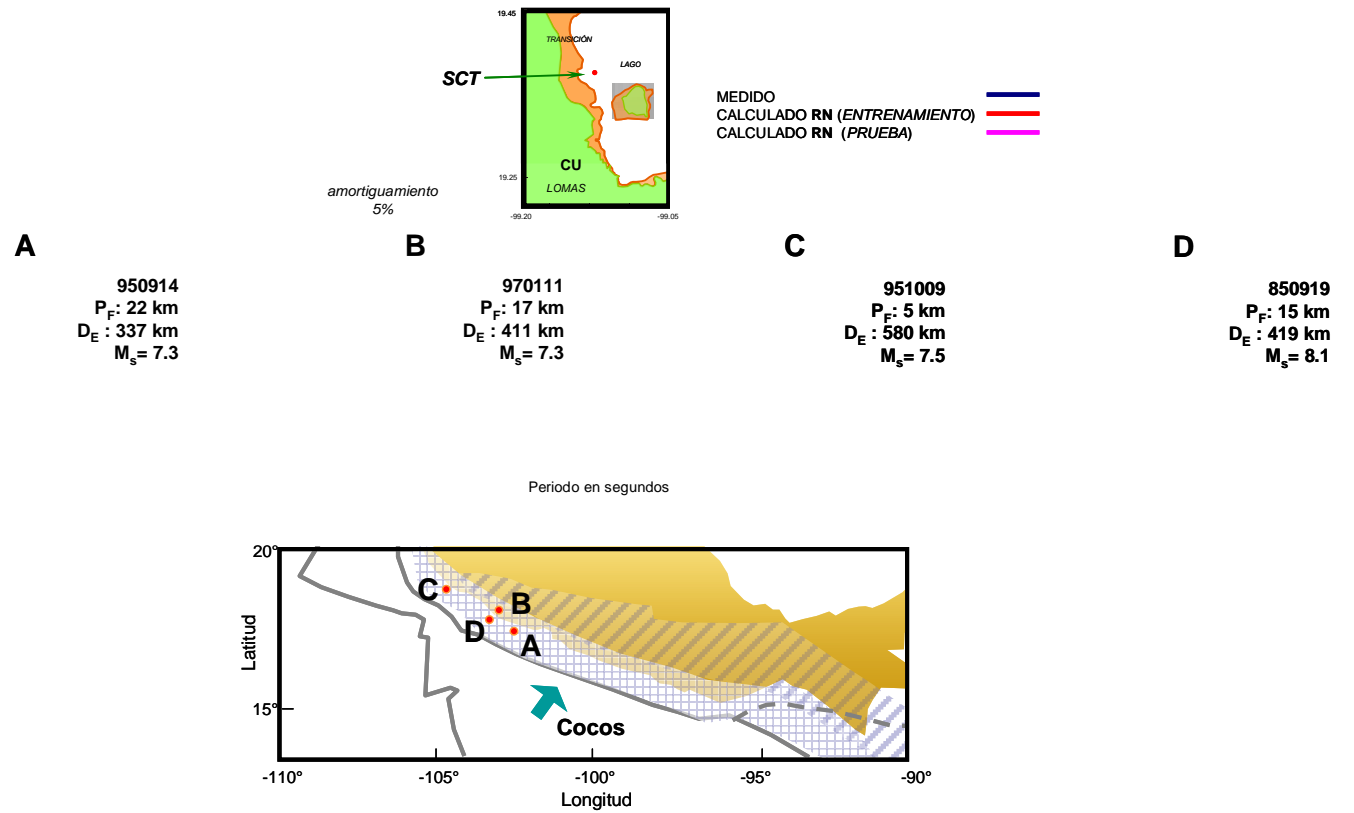 19.45
TRANSICIÓN
LAGO
SCT
CU
19.25
LOMAS
-99.20
-99.05
MEDIDO
CALCULADO RN (ENTRENAMIENTO)
CALCULADO RN (PRUEBA)
amortiguamiento
5%
A
950914
PF: 22 km
DE : 337 km
Ms= 7.3
B
970111
PF: 17 km
DE : 411 km
Ms= 7.3
C
951009
PF: 5 km
DE : 580 km
Ms= 7.5
D
850919
PF: 15 km
DE : 419 km
Ms= 8.1
Periodo en segundos
20°
C
B
D
A
Latitud
15°
Cocos
-110°
-105°
-100°
-95°
-90°
Longitud